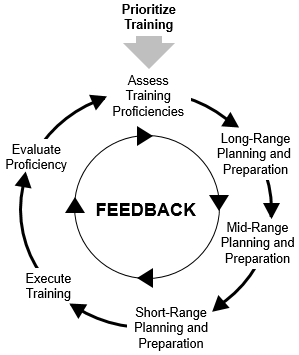 Prioritize
Training
Assess
Training
Proficiencies
Long-Range
Planning and
Preparation
Mid-Range
Planning and
Preparation
Short-Range
Planning and
Preparation
Execute
Training
Evaluate
Proficiency
FEEDBACK